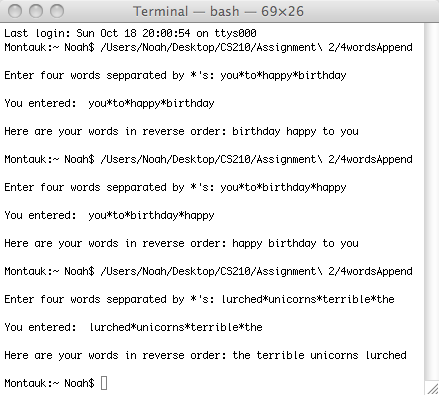 Terminal — bash — 69×26
Last login: Sun Oct 18 20:00:54 on ttys000
Montauk:~ Noah$ /Users/Noah/Desktop/CS210/Assignment\ 2/4wordsAppend
Enter four words sepparated by *'s: you*to*happy*birthday
You entered:  you*to*happy*birthday
Here are your words in reverse order: birthday happy to you
Montauk:~ Noah$ /Users/Noah/Desktop/CS210/Assignment\ 2/4wordsAppend
Enter four words sepparated by *'s: you*to*birthday*happy
You entered:  you*to*birthday*happy
Here are your words in reverse order: happy birthday to you
Montauk:~ Noah$ /Users/Noah/Desktop/CS210/Assignment\ 2/4wordsAppend
Enter four words sepparated by *'s: lurched*unicorns*terrible*the
You entered:  lurched*unicorns*terrible*the
Here are your words in reverse order: the terrible unicorns lurched
Montauk:~ Noah$